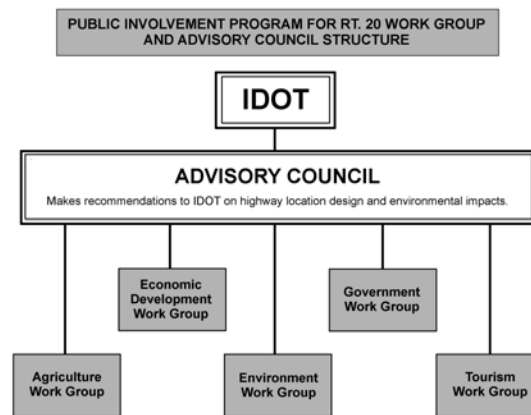 PUBLIC INVOLVEMENT PROGRAM FOR RT. 20 WORK GROUP
AND ADVISORY COUNCIL STRUCTURE
IDOT
ADVISORY COUNCIL
Makes recommendations to IDOT on highway location design and environmental impacts.
Economic
Development
Work Group
Government
Work Group
Agriculture
Work Group
Environment
Work Group
Tourism
Work Group